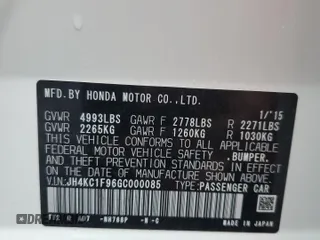 MFD.BY HONDA MOTOR CO.,LTD.
1/'15
GVWR 4993LBS GAWR F 2778LBS R 2271LBS
GVWR 2265KG GAWR F 1260KG R 1030KG
THIS VEHICLE CONFORMS TO ALL APPLICABLE
FEDERAL MOTOR VEHICLE SAFETY, BUMPER,
AND THEFT PREVENTION STANDARDS IN EFFECT
ON THE DATE OF MANUFACTURE SHOWN ABOVE.
V.I.N:JH4KC1F96GC000085 TYPE:PASSENGER CAR
MADE IN JAPAN